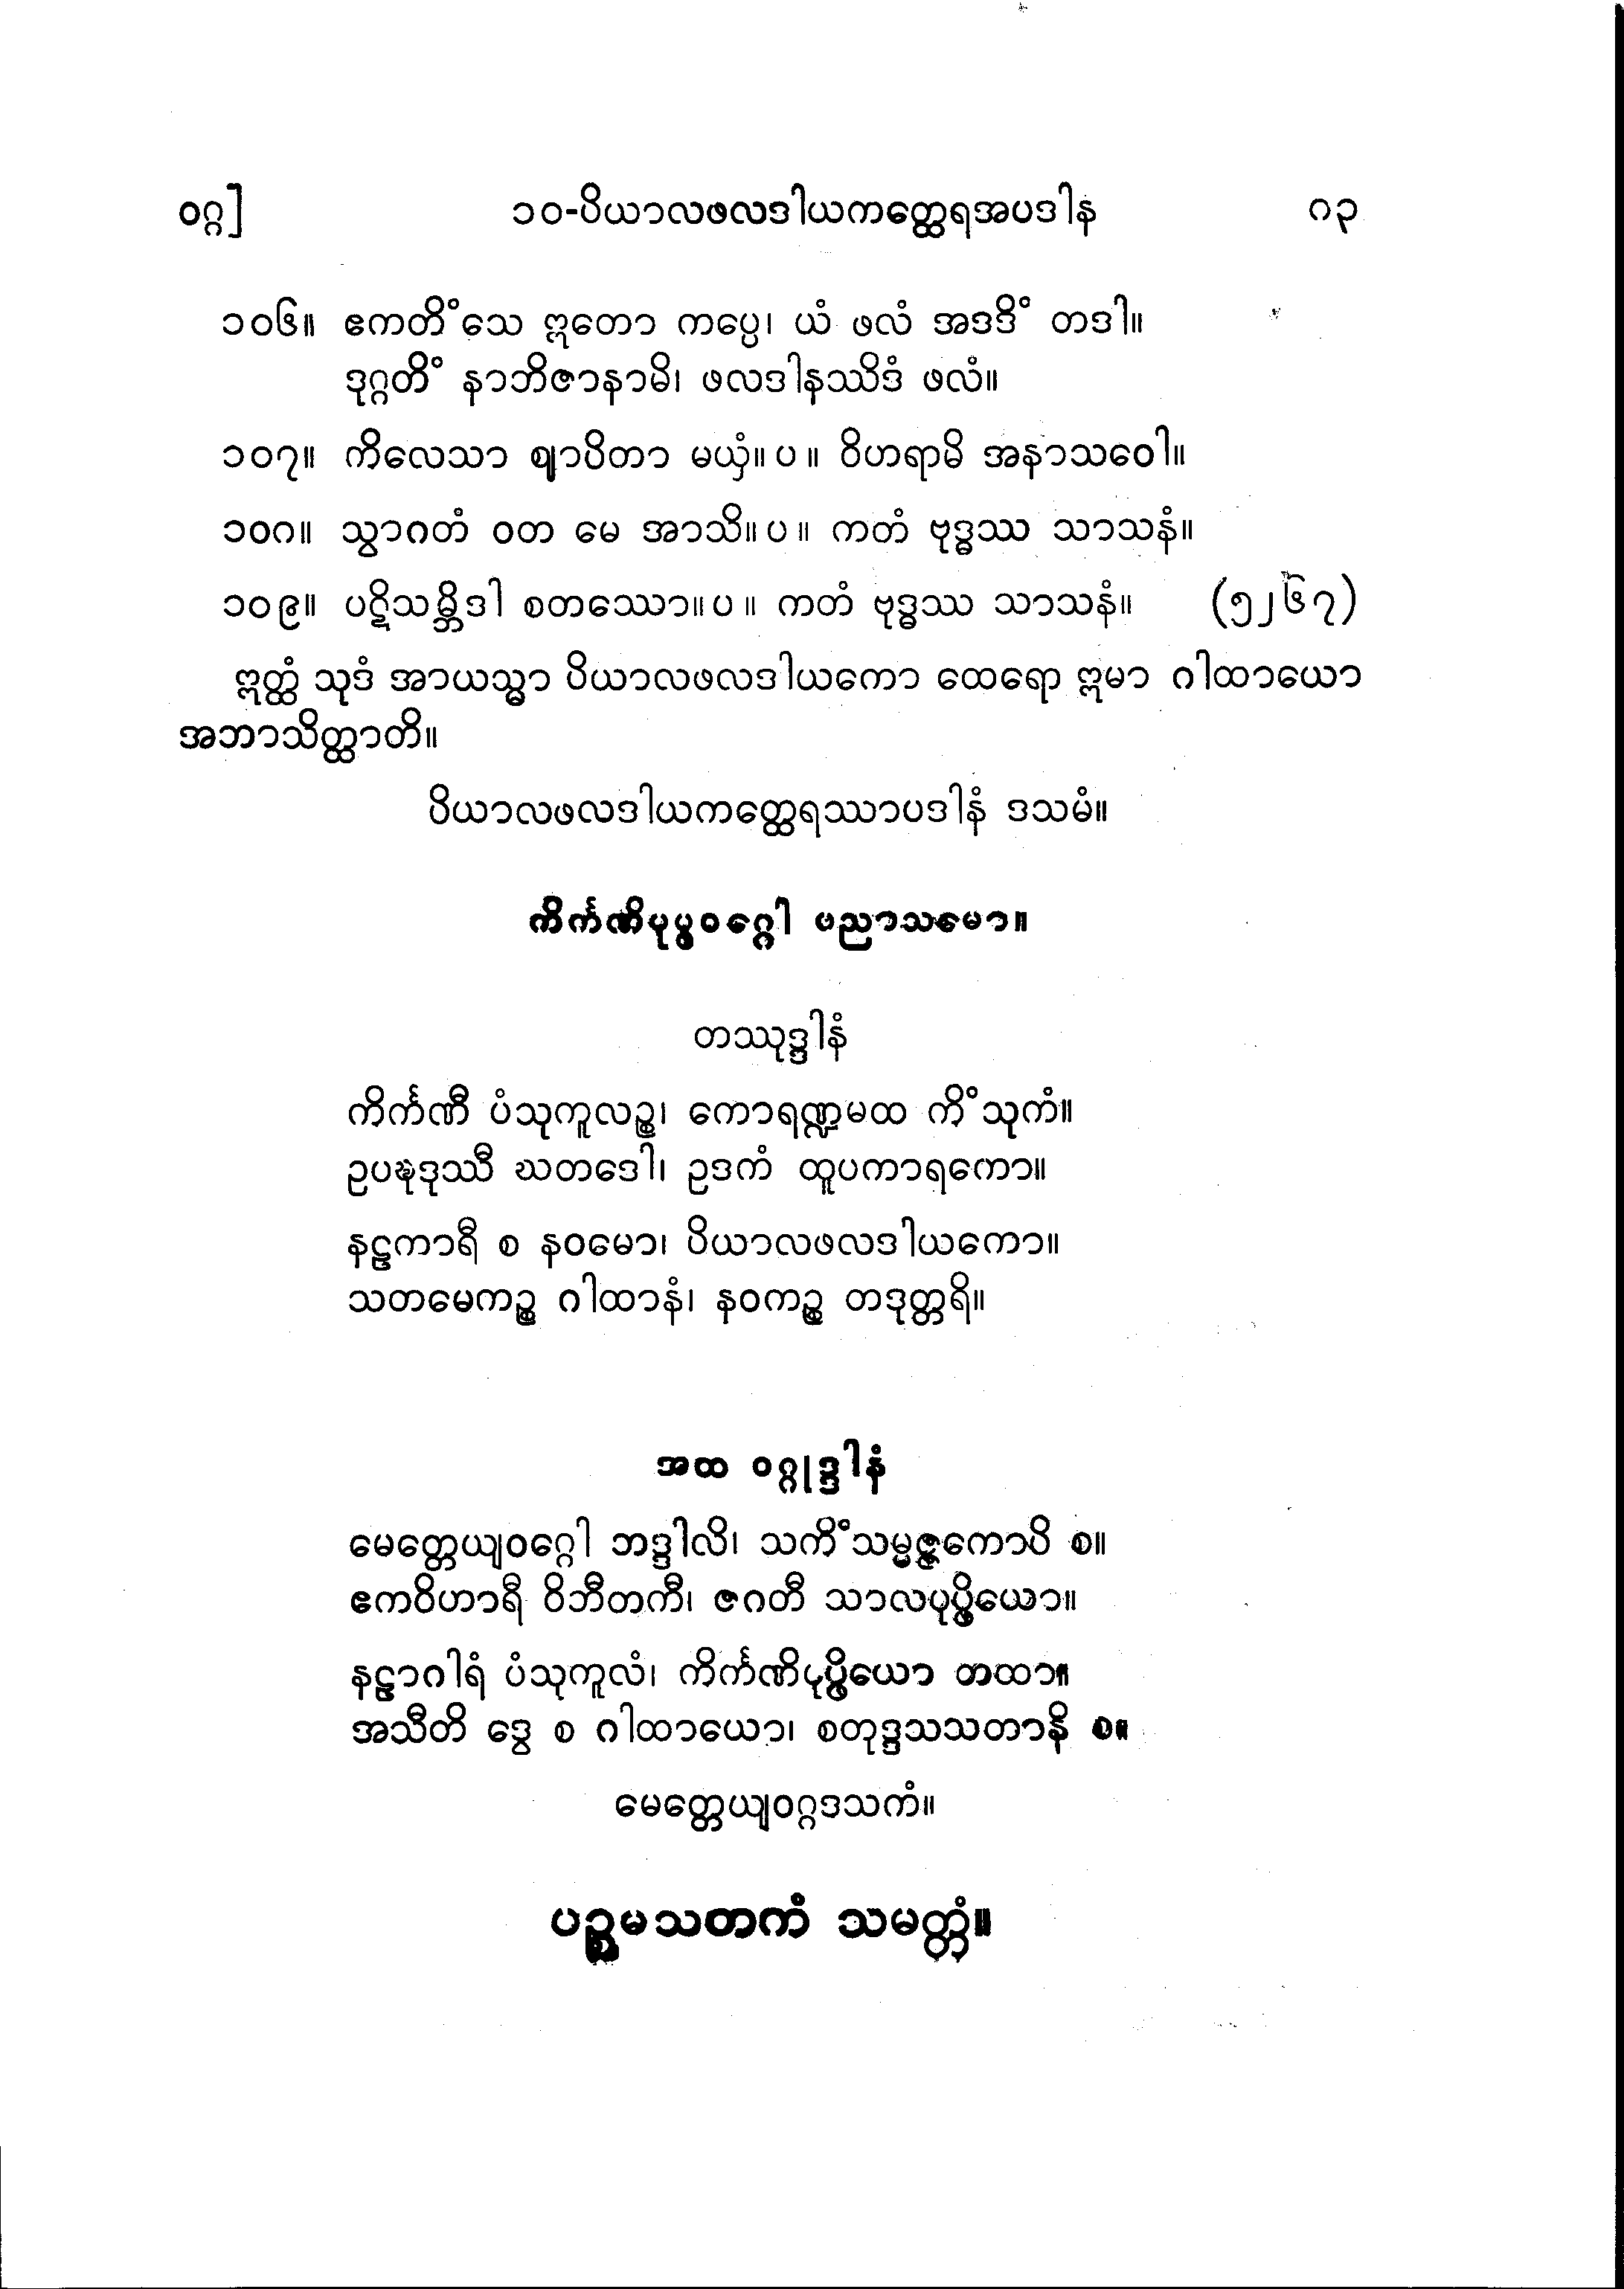 ဝဂ္ဂ] ၁၀-ပိယာလဖလဒါယကတ္ထေရအပဒါန ၈၃
၁၀၆။ ဧကတိံသေ ဣတော ကပ္ပေ၊ ယံ ဖလံ အဒဒိံ တဒါ။
ဒုဂ္ဂတိံ နာဘိဇာနာမိ၊ ဖလဒါနဿိဒံ ဖလံ။
၁၀၇။ ကိလေသာ ဈာပိတာ မယှံ။ ပ ။ ဝိဟရာမိ အနာသဝေါ။
၁၀၈။ သွာဂတံ ဝတ မေ အာသိ။ ပ ။ ကတံ ဗုဒ္ဓဿ သာသနံ။
၁၀၉။ ပဋိသမ္ဘိဒါ စတဿော။ ပ ။ ကတံ ဗုဒ္ဓဿ သာသနံ။ (၅၂၆၇)
ဣတ္ထံ သုဒံ အာယသ္မာ ပိယာလဖလဒါယကော ထေရော ဣမာ ဂါထာယော
အဘာသိတ္ထာတိ။
ပိယာလဖလဒါယကတ္ထေရဿာပဒါနံ ဒသမံ။
ကိင်္ကဏိပုပ္ဖဝဂ္ဂေါ ပညာသမော။
တဿုဒ္ဒါနံ
ကိင်္ကဏီ ပံသုကူလဉ္စ၊ ကောရဏ္ဍမထ ကိံသုကံ။
ဥပဍ္ဎဒုဿီ ဃတဒေါ၊ ဥဒကံ ထူပကာရကော။
နဠကာရီ စ နဝမော၊ ပိယာလဖလဒါယကော။
သတမေကဉ္စ ဂါထာနံ၊ နဝကဉ္စ တဒုတ္တရိ။
အထ ဝဂ္ဂုဒ္ဒါနံ
မေတ္တေယျဝဂ္ဂေါ ဘဒ္ဒါလိ၊ သကိံသမ္မဇ္ဇကောပိ စ။
ဧကဝိဟာရီ ဝိဘီတကီ၊ ဇဂတီ သာလပုပ္ဖိယော။
နဠာဂါရံ ပံသုကူလံ၊ ကိင်္ကဏိပုပ္ဖိယော တထာ။
အသီတိ ဒွေ စ ဂါထာယော၊ စတုဒ္ဒသသတာနိ စ။
မေတ္တေယျဝဂ္ဂဒသကံ။
ပဉ္စမသတကံ သမတ္တံ။